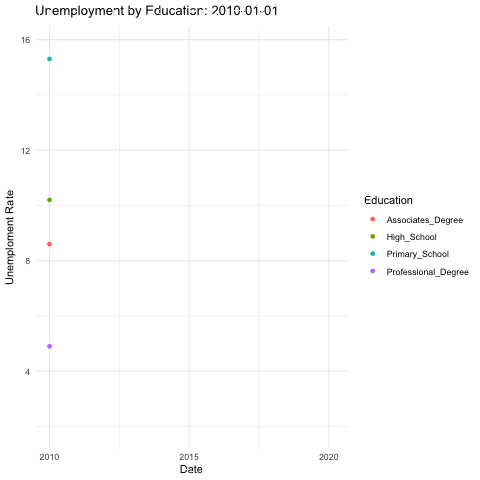 Unemployment by Education: 2010-01-01
16
12
8
4
Unemploment Rate
2010
2015
2020
Date
Education
Associates_Degree
High_School
Primary_School
Professional_Degree